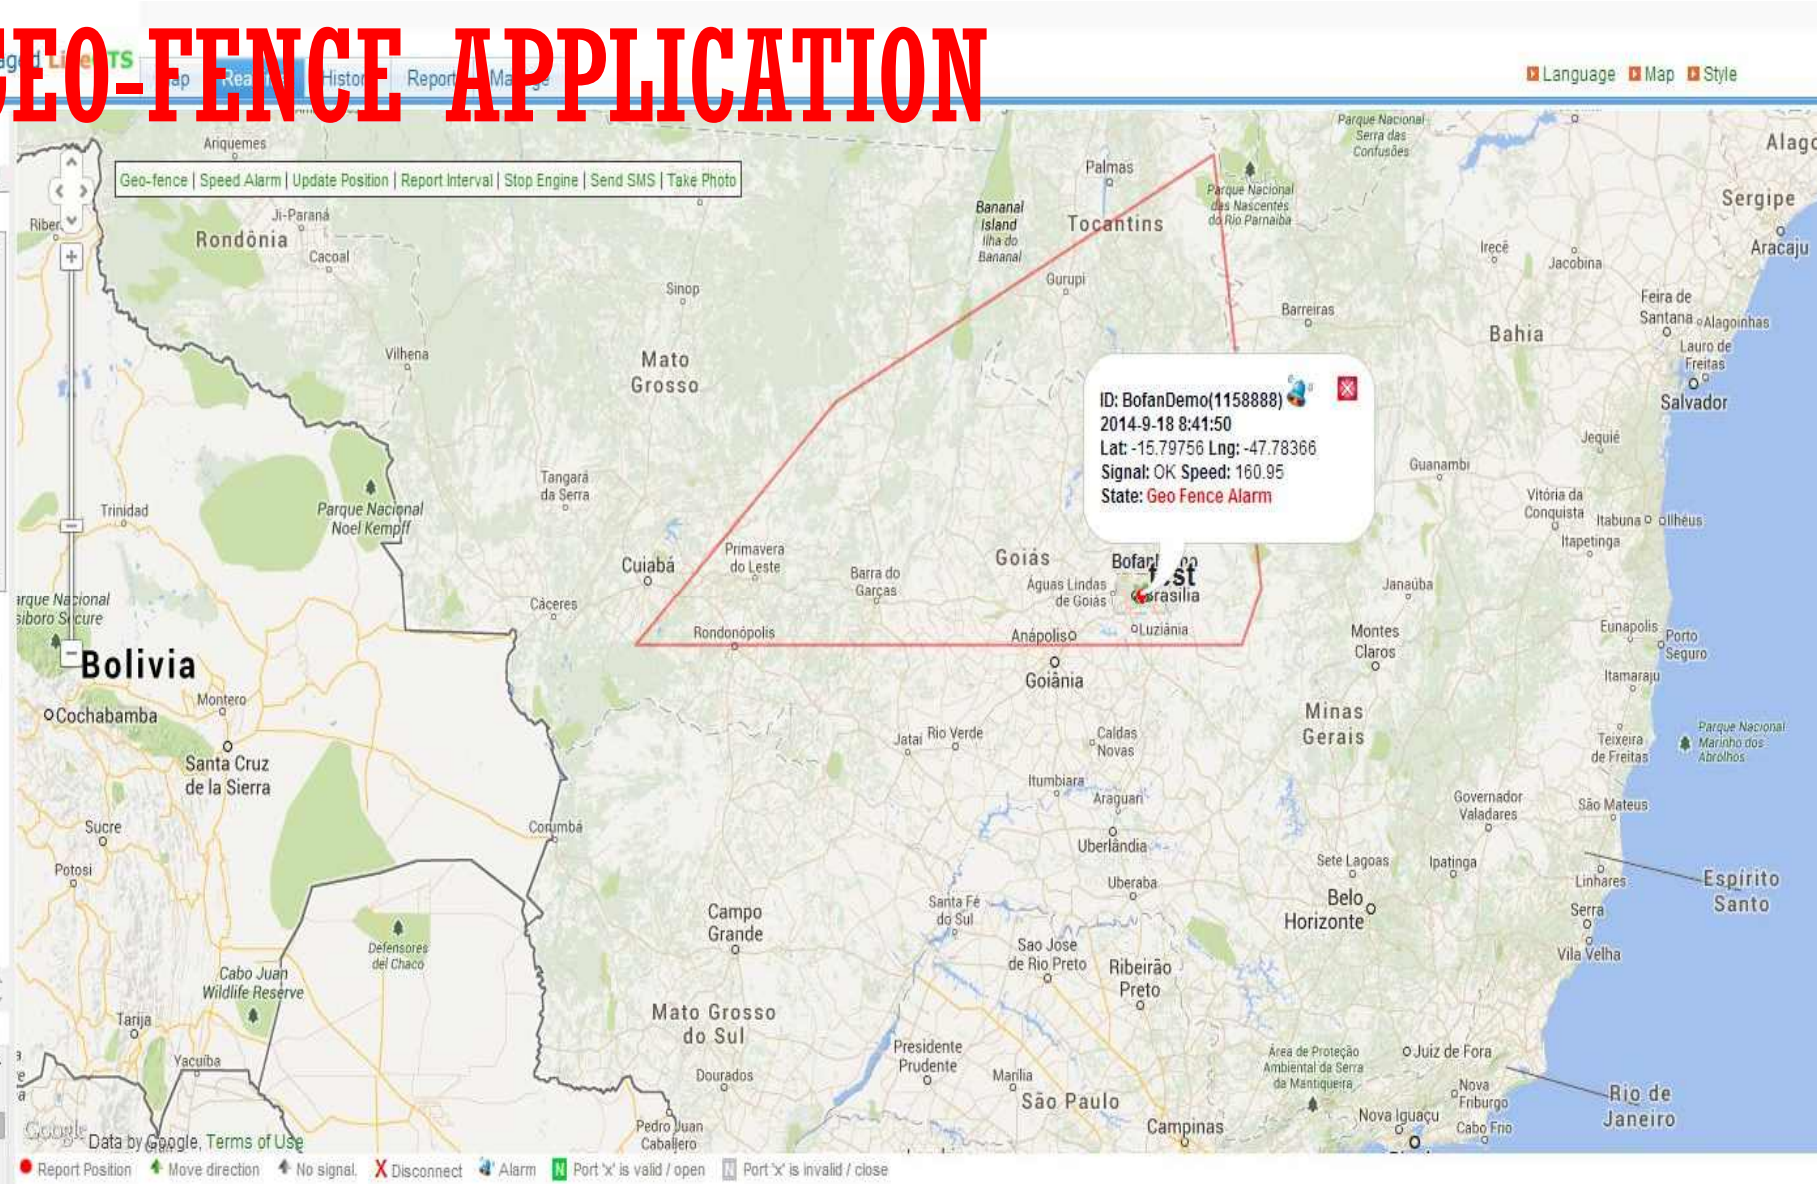 GEO-FENCE APPLICATION
Language Map Style
Geo-fence | Speed Alarm | Update Position | Report Interval | Stop Engine | Send SMS | Take Photo
Ariquemes
Ji-Paraná
Rondônia
Cacoal
Vilhena
Sinop
Mato
Grosso
Bananal
Island
Ilha do
Bananal
Palmas
Tocantins
Gurupi
Parque Nacional
Serra das
Confusões
Parque Nacional
das Nascentes
do Rio Parnaíba
Sergipe
Aracaju
Irecê
Jacobina
Barreiras
Bahia
Feira de
Santana
Alagoinhas
Lauro de
Freitas
Salvador
Jequié
Guanambi
Vitória da
Conquista
Itabuna
Ilhéus
Itapetinga
ID: BofanDemo(1158888)
2014-9-18 8:41:50
Lat: -15.79756 Lng: -47.78366
Signal: OK Speed: 160.95
State: Geo Fence Alarm
Trinidad
Parque Nacional
Noel Kempff
Tangará
da Serra
Cuiabá
Cáceres
Primavera
do Leste
Rondonópolis
Barra do
Garças
Goiás
Águas Lindas
de Goiás
test
Brasília
Luziânia
Anápolis
Goiânia
Janaúba
Montes
Claros
Eunapolis
Porto
Seguro
Itamaraju
Bolivia
Montero
Cochabamba
Santa Cruz
de la Sierra
Sucre
Potosi
Corumbá
Jatai
Rio Verde
Caldas
Novas
Itumbiara
Araguari
Uberlândia
Uberaba
Minas
Gerais
Teixeira
de Freitas
Parque Nacional
Marinho dos
Abrolhos
Governador
Valadares
São Mateus
Sete Lagoas
Ipatinga
Linhares
Espírito
Santo
Belo
Horizonte
Serra
Vila Velha
Campo
Grande
Santa Fé
do Sul
Sao Jose
de Rio Preto
Ribeirão
Preto
Defensores
del Chaco
Cabo Juan
Wildlife Reserve
Tarija
Yacuiba
Mato Grosso
do Sul
Dourados
Presidente
Prudente
Marília
São Paulo
Área de Proteção
Ambiental da Serra
da Mantiqueira
Juiz de Fora
Nova
Friburgo
Rio de
Janeiro
Pedro Juan
Caballero
Campinas
Nova Iguaçu
Cabo Frio
Google
Data by Google, Terms of Use
Report Position Move direction No signal. Disconnect Alarm N Port 'x' is valid / open N Port 'x' is invalid / close